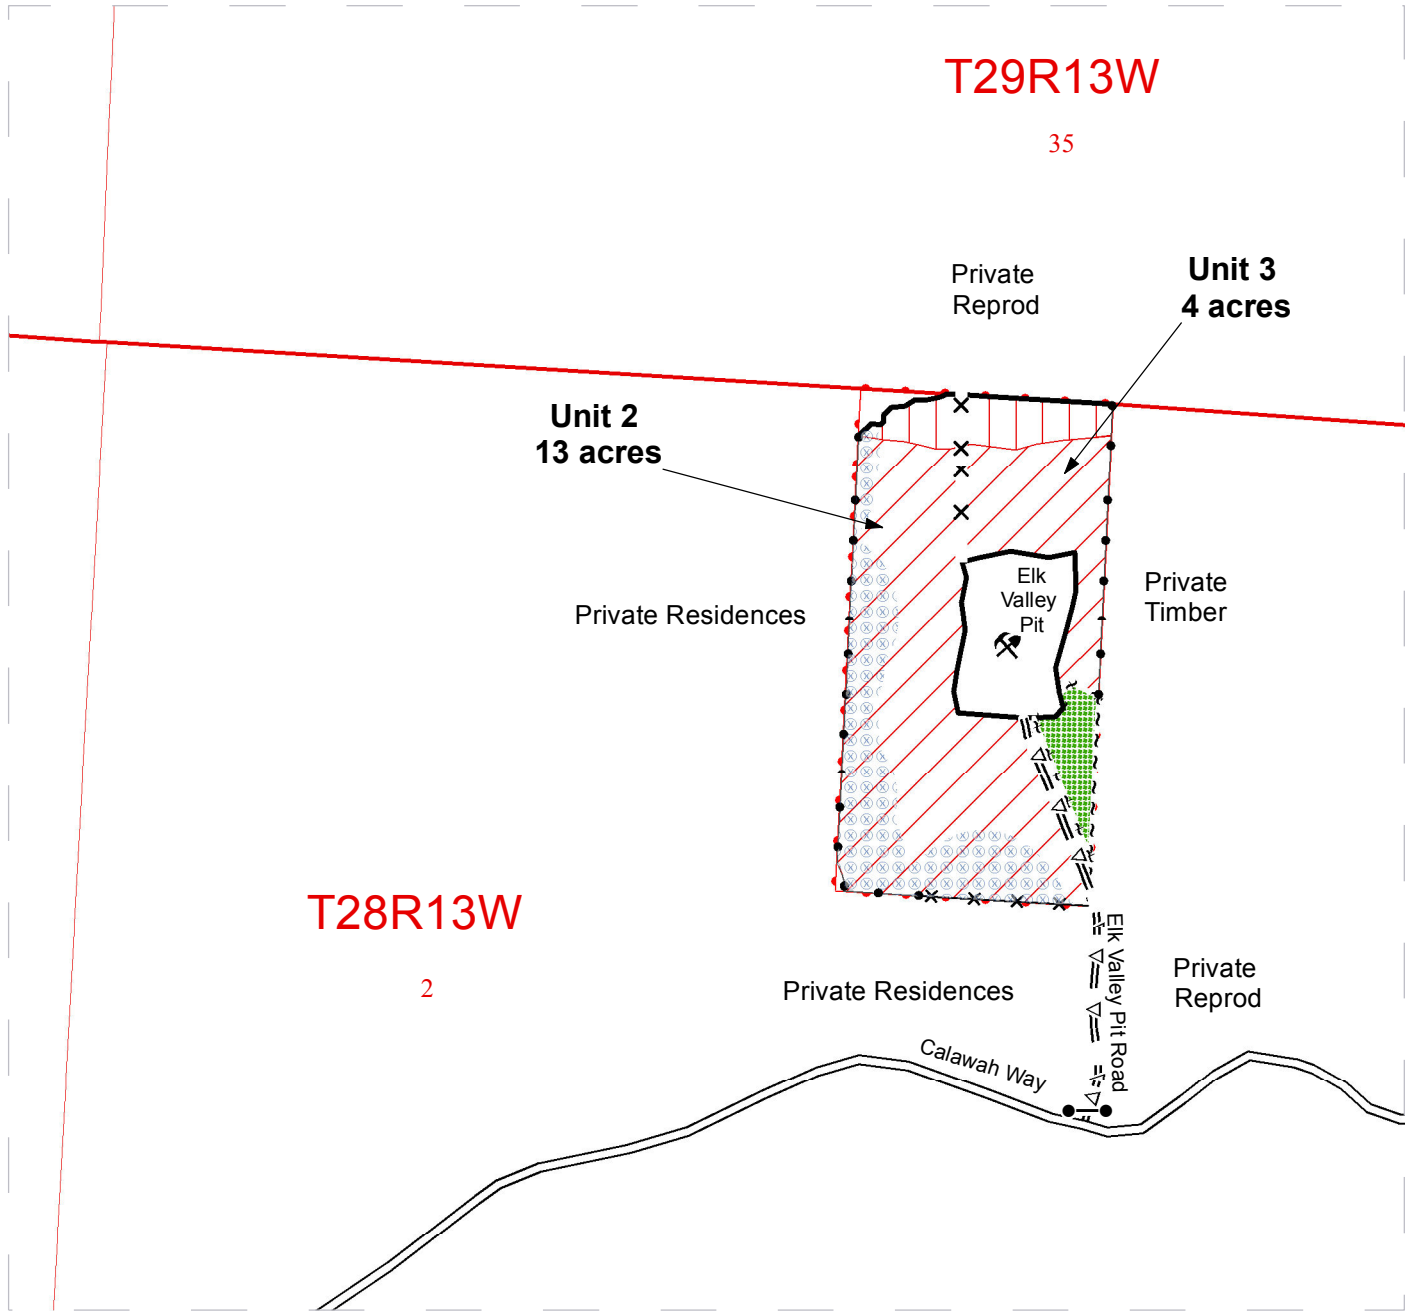 T29R13W
35
Private
Reprod
Unit 3
4 acres
Unit 2
13 acres
Elk
Valley
Pit
Private
Timber
Private Residences
T28R13W
2
Private Residences
Private
Reprod
Elk Valley Pit Road
Calawah Way